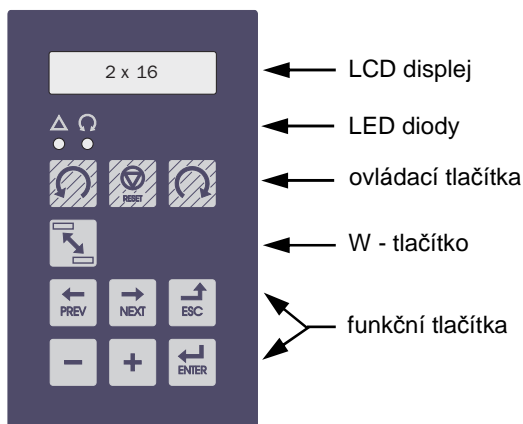 2 x 16
LCD displej
LED diody
RESET
ovládací tlačítka
W - tlačítko
PREV
NEXT
ESC
funkční tlačítka
ENTER